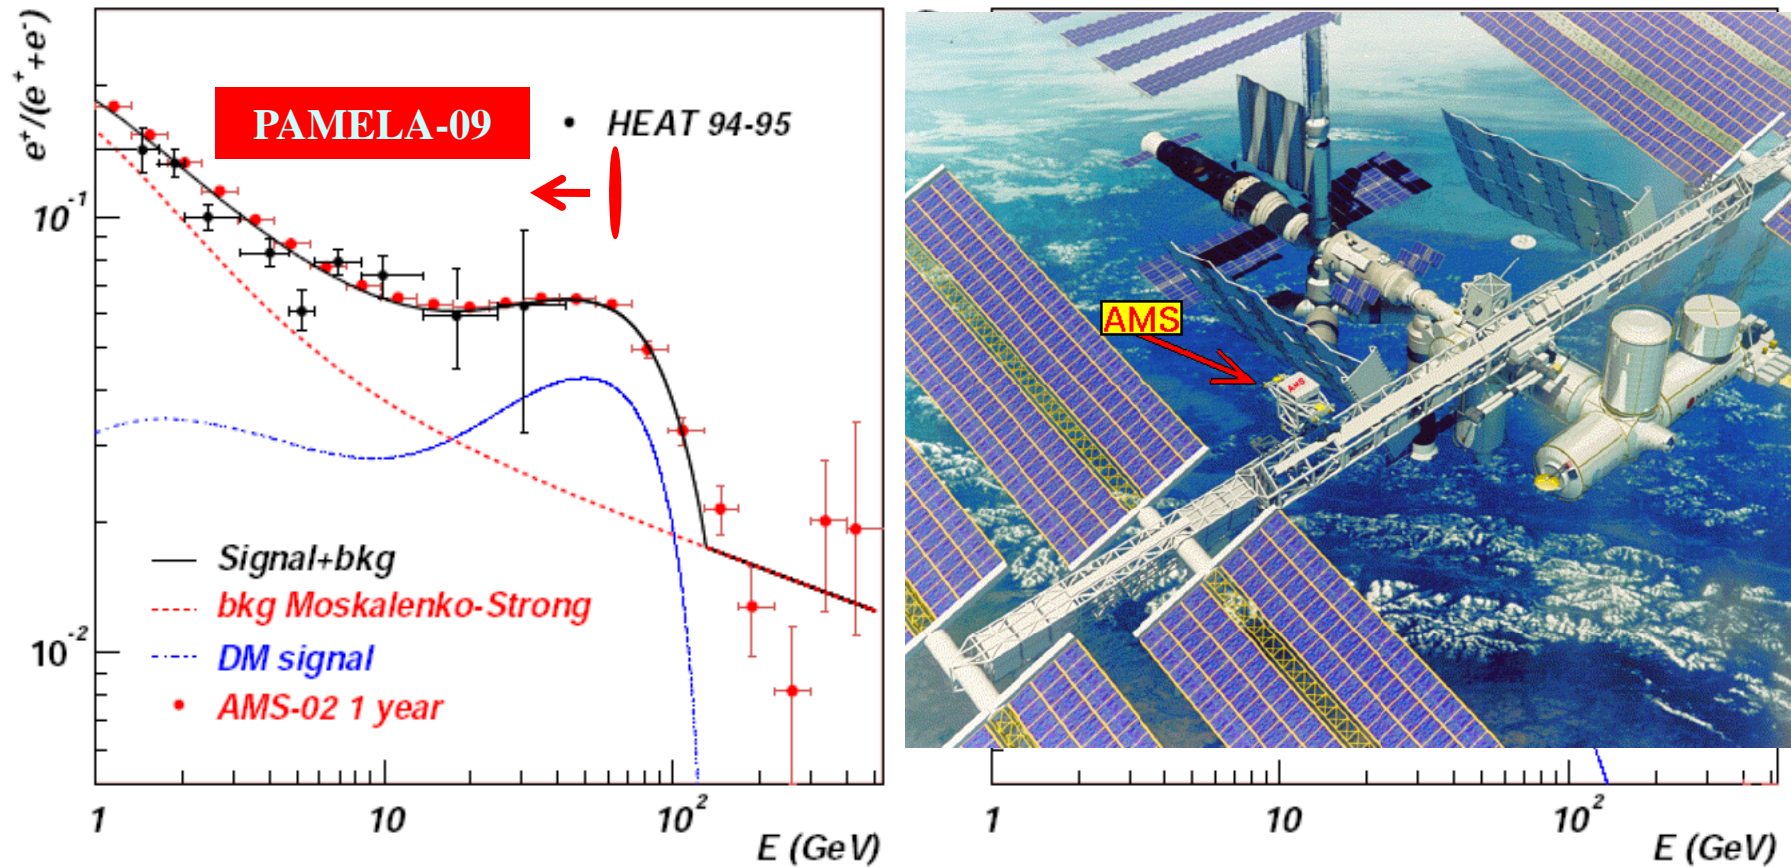 e⁺/(e⁺+e⁻)
PAMELA-09
HEAT 94-95
10⁻¹
10⁻²
Signal+bkg
bkg Moskalenko-Strong
DM signal
AMS-02 1 year
1
10
10²
E (GeV)
AMS
AMS
1
10
10²
E (GeV)